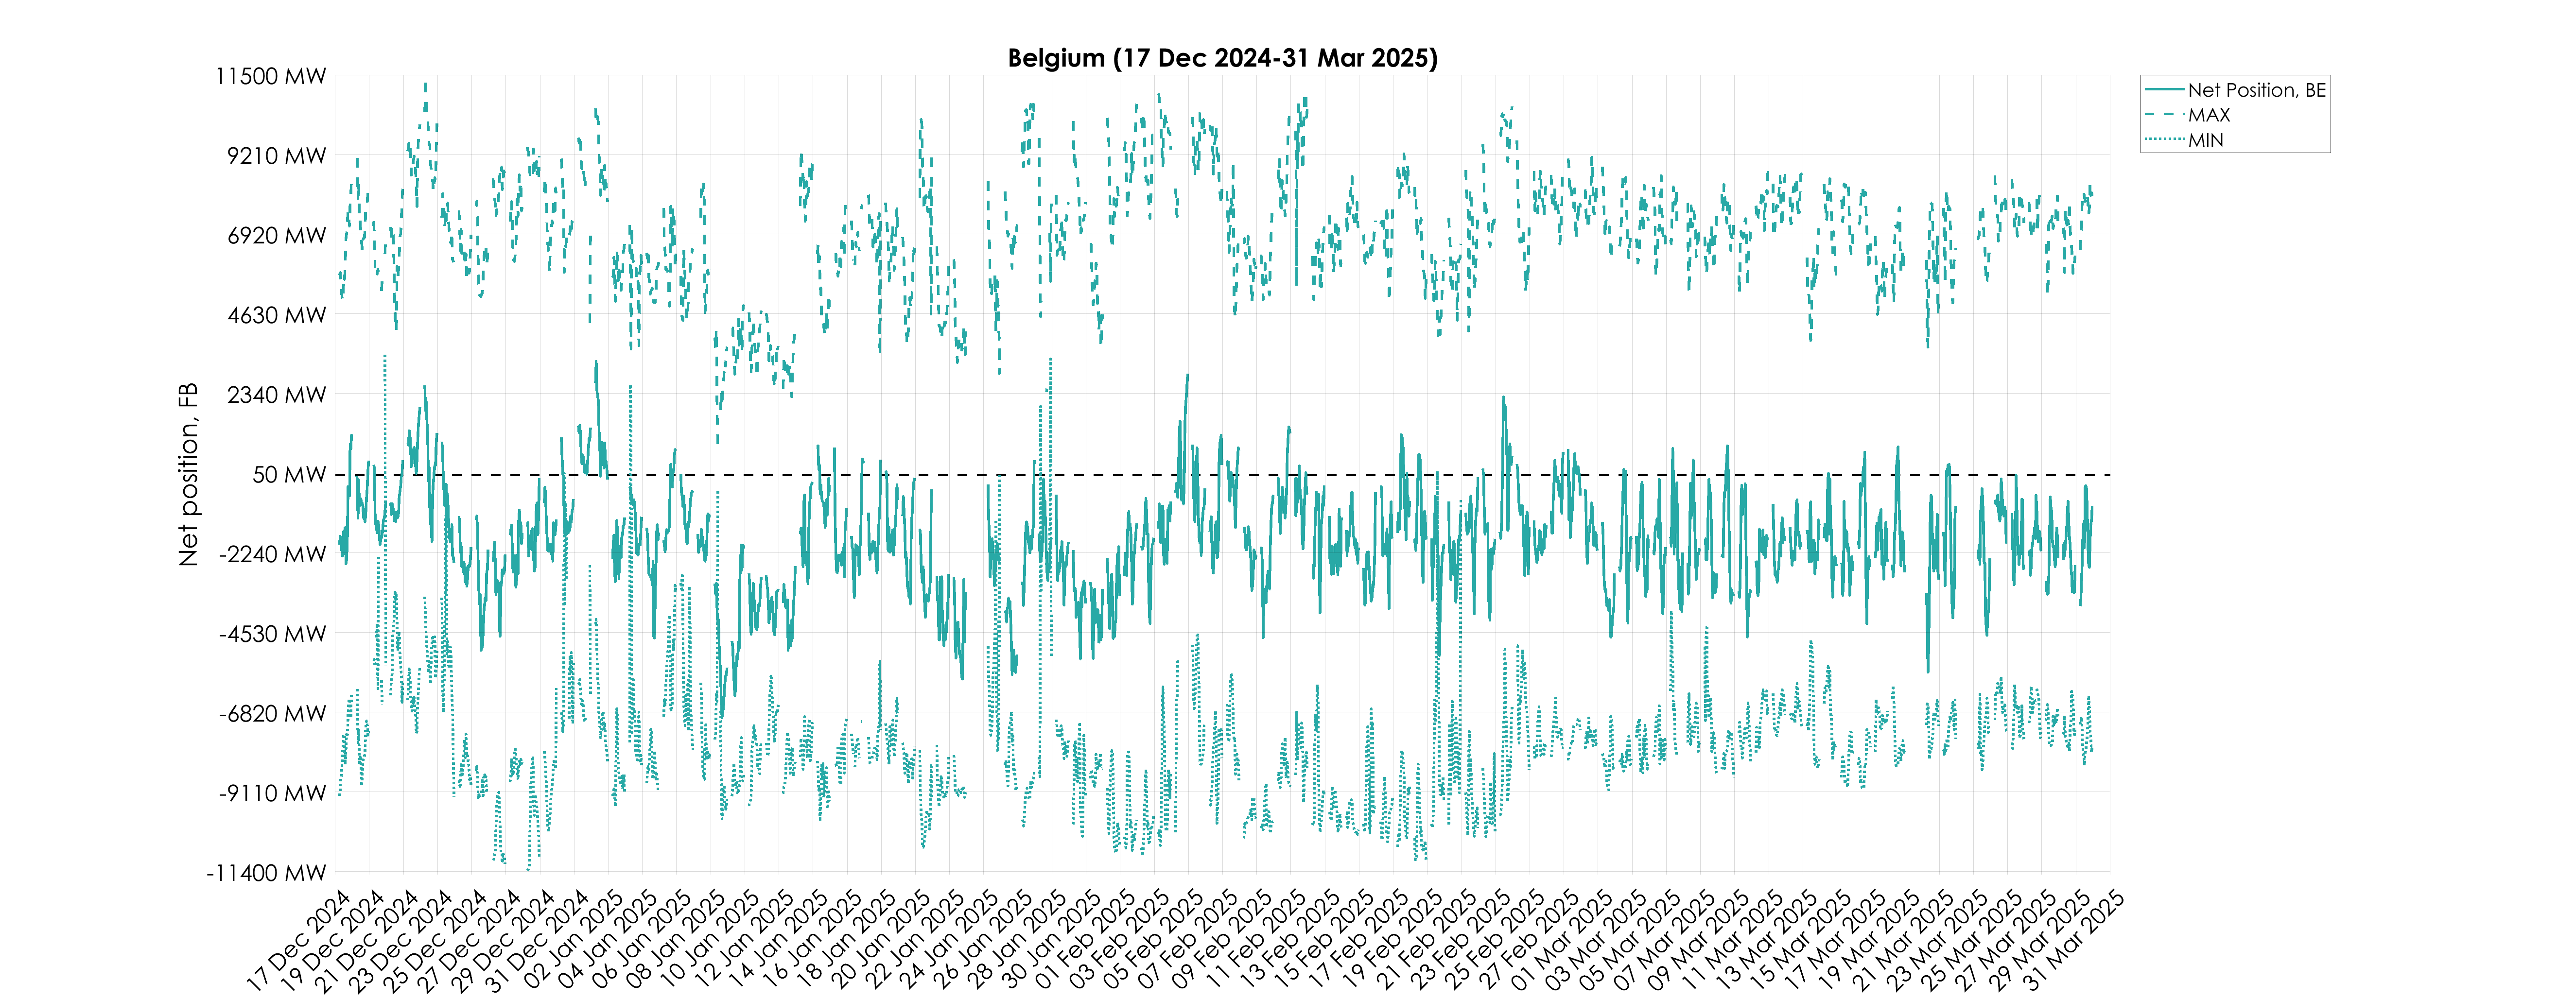 Belgium (17 Dec 2024-31 Mar 2025)
11500 MW
9210 MW
6920 MW
4630 MW
2340 MW
50 MW
-2240 MW
-4530 MW
-6820 MW
-9110 MW
-11400 MW
Net position, FB
Net Position, BE
MAX
MIN
17 Dec 2024
19 Dec 2024
21 Dec 2024
23 Dec 2024
25 Dec 2024
27 Dec 2024
29 Dec 2024
31 Dec 2024
02 Jan 2025
04 Jan 2025
06 Jan 2025
08 Jan 2025
10 Jan 2025
12 Jan 2025
14 Jan 2025
16 Jan 2025
18 Jan 2025
20 Jan 2025
22 Jan 2025
24 Jan 2025
26 Jan 2025
28 Jan 2025
30 Jan 2025
01 Feb 2025
03 Feb 2025
05 Feb 2025
07 Feb 2025
09 Feb 2025
11 Feb 2025
13 Feb 2025
15 Feb 2025
17 Feb 2025
19 Feb 2025
21 Feb 2025
23 Feb 2025
25 Feb 2025
27 Feb 2025
01 Mar 2025
03 Mar 2025
05 Mar 2025
07 Mar 2025
09 Mar 2025
11 Mar 2025
13 Mar 2025
15 Mar 2025
17 Mar 2025
19 Mar 2025
21 Mar 2025
23 Mar 2025
25 Mar 2025
27 Mar 2025
29 Mar 2025
31 Mar 2025